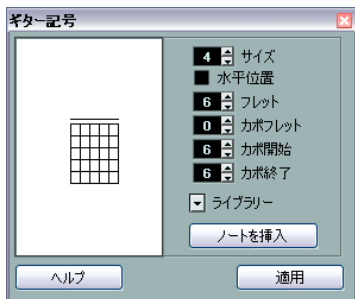 ギター記号
4 サイズ
水平位置
6 フレット
0 カポフレット
6 カポ開始
6 カポ終了
ライブラリー
ノートを挿入
ヘルプ 適用